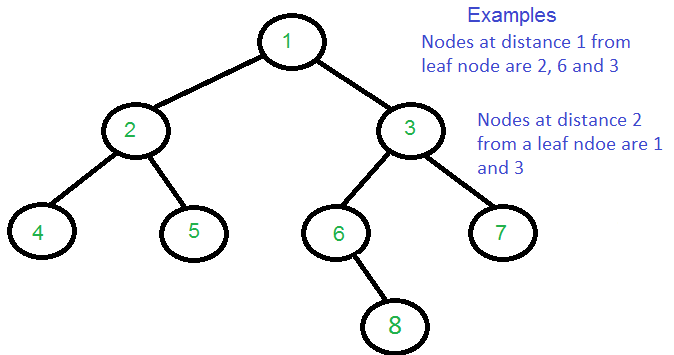 Examples
Nodes at distance 1 from
leaf node are 2, 6 and 3
Nodes at distance 2
from a leaf ndoe are 1
and 3
1
2
3
4
5
6
7
8